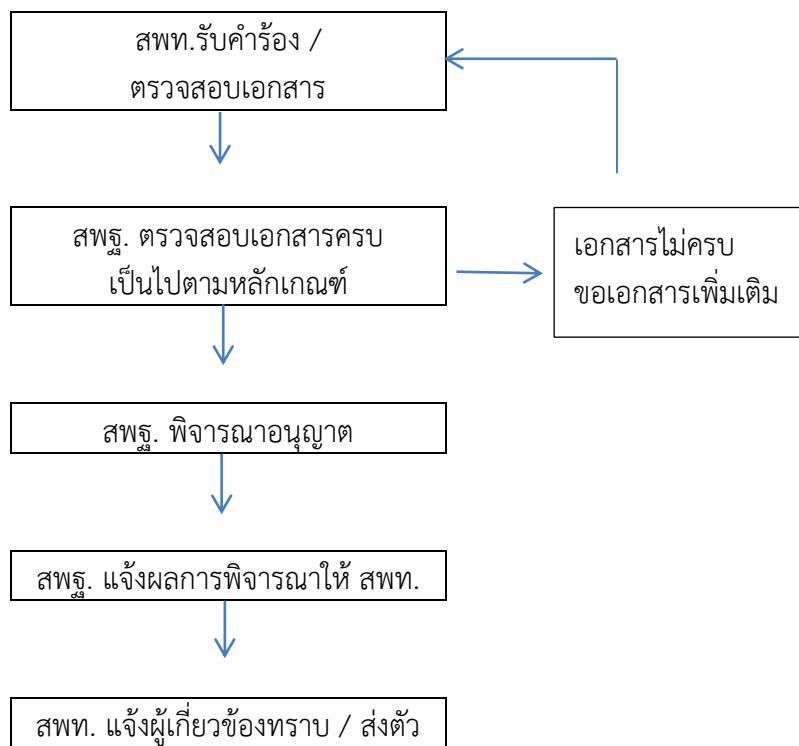 สพท.รับคำร้อง /
ตรวจสอบเอกสาร
สพฐ. ตรวจสอบเอกสารครบ
เป็นไปตามหลักเกณฑ์
เอกสารไม่ครบ
ขอเอกสารเพิ่มเติม
สพฐ. พิจารณาอนุญาต
สพฐ. แจ้งผลการพิจารณาให้ สพท.
สพท. แจ้งผู้เกี่ยวข้องทราบ / ส่งตัว